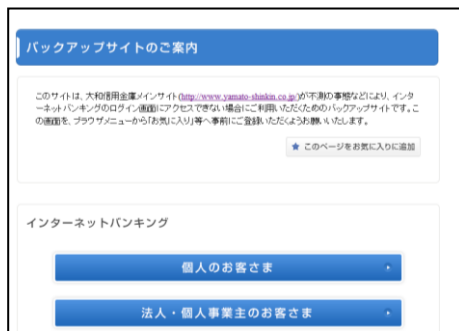 バックアップサイトのご案内
このサイトは、大和信用金庫メインサイト(http://www.yamato-shinkin.co.jp/)が不測の事態などにより、インタ
ーネットバンキングのログイン画面にアクセスできない場合にご利用いただくためのバックアップサイトです。こ
の画面を、ブラウザメニューから「お気に入り」等へ事前にご登録いただくようお願いいたします。
★ このページをお気に入りに追加
インターネットバンキング
個人のお客さま
法人・個人事業主のお客さま